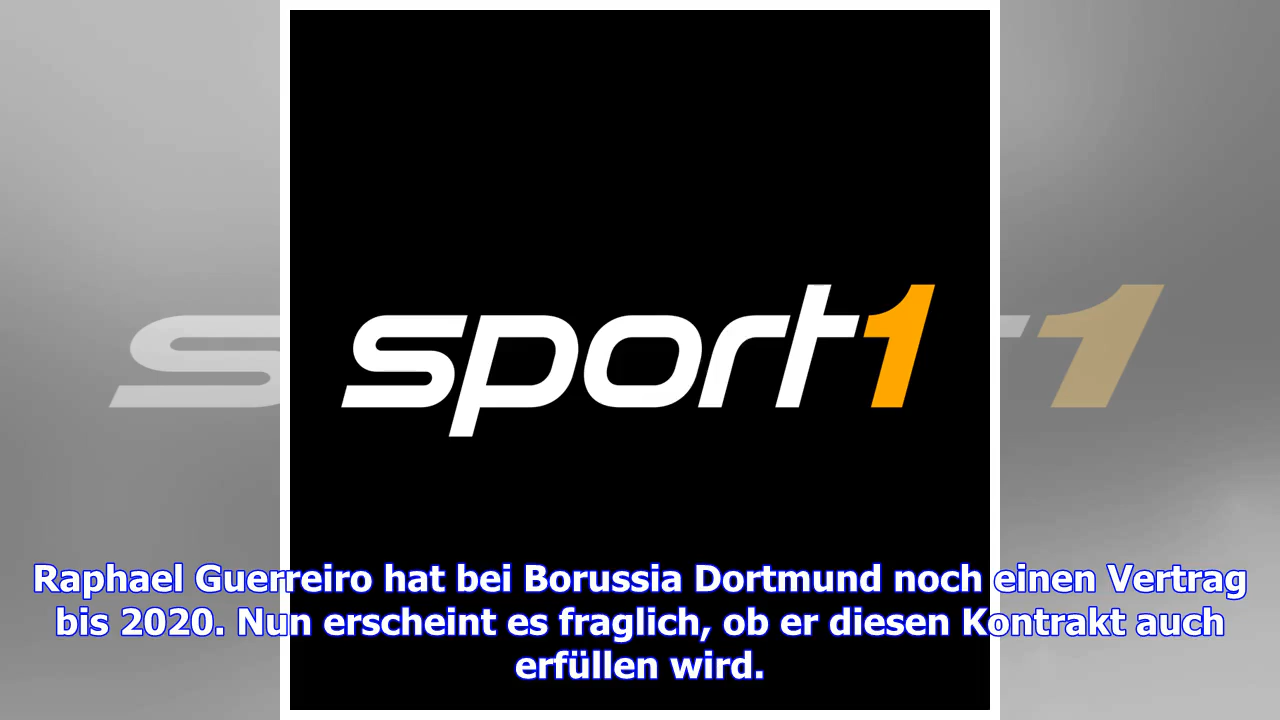 sport1
Raphael Guerreiro hat bei Borussia Dortmund noch einen Vertrag
bis 2020. Nun erscheint es fraglich, ob er diesen Kontrakt auch
erfüllen wird.